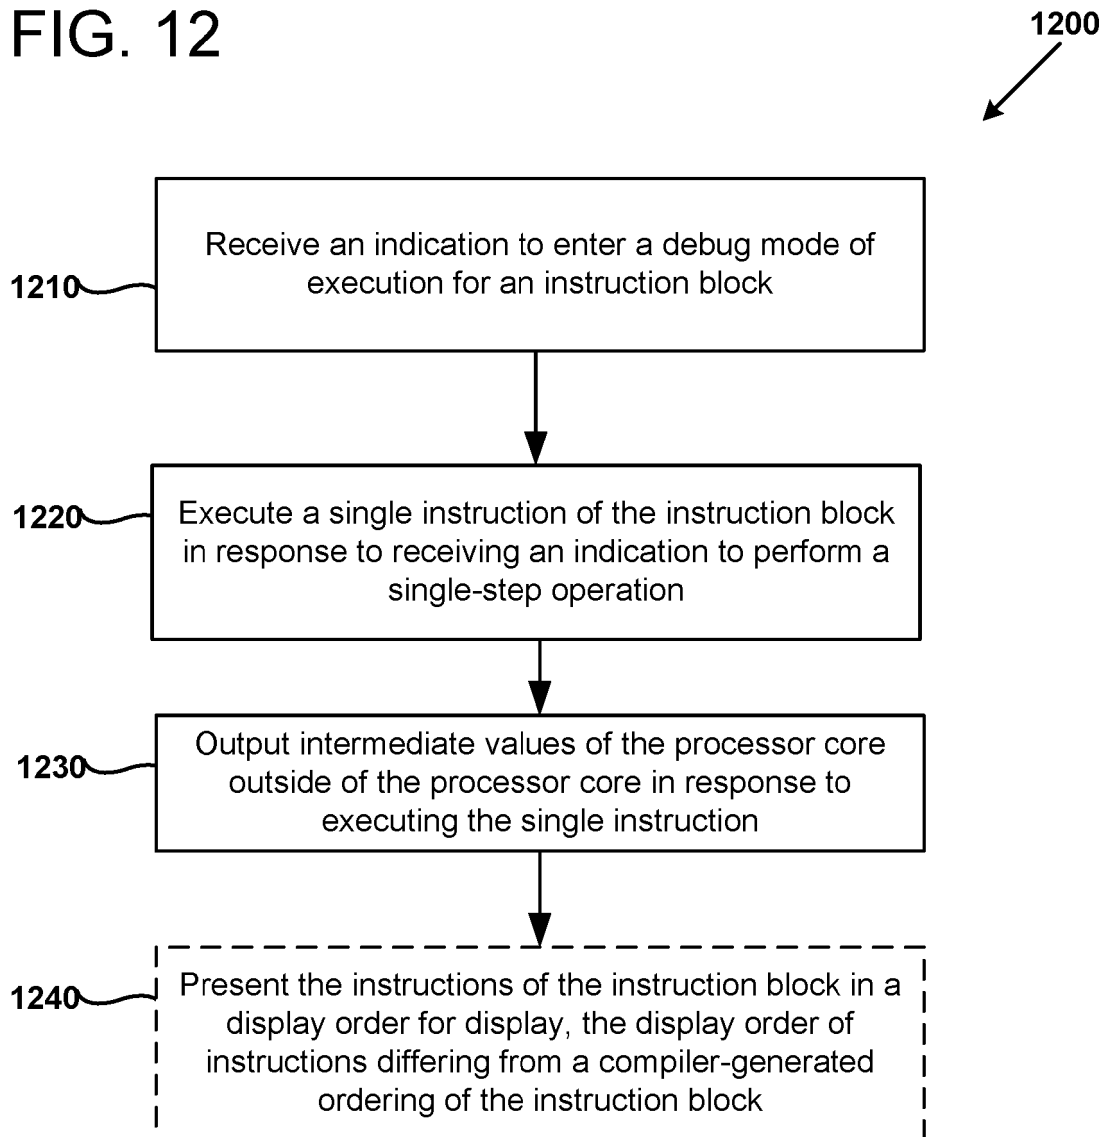 FIG. 12
1200
1210
Receive an indication to enter a debug mode of
execution for an instruction block
1220
Execute a single instruction of the instruction block
in response to receiving an indication to perform a
single-step operation
1230
Output intermediate values of the processor core
outside of the processor core in response to
executing the single instruction
1240
Present the instructions of the instruction block in a
display order for display, the display order of
instructions differing from a compiler-generated
ordering of the instruction block